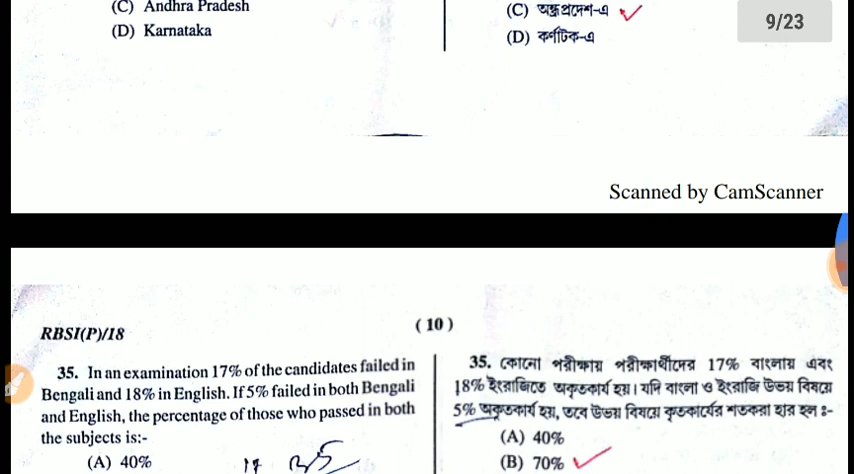 (C) Andhra Pradesh
(D) Karnataka
(C) অন্ধ্রপ্রদেশ-এ
(D) কর্ণাটক-এ
9/23
Scanned by CamScanner
RBSI(P)/18
( 10 )
35. In an examination 17% of the candidates failed in
Bengali and 18% in English. If 5% failed in both Bengali
and English, the percentage of those who passed in both
the subjects is:-
(A) 40%
17
35. কোনো পরীক্ষায় পরীক্ষার্থীদের 17% বাংলায় এবং
18% ইংরাজিতে অকৃতকার্য হয়। যদি বাংলা ও ইংরাজি উভয় বিষয়ে
5% অকৃতকার্য হয়, তবে উভয় বিষয়ে কৃতকার্যের শতকরা হার হল ঃ-
(A) 40%
(B) 70%